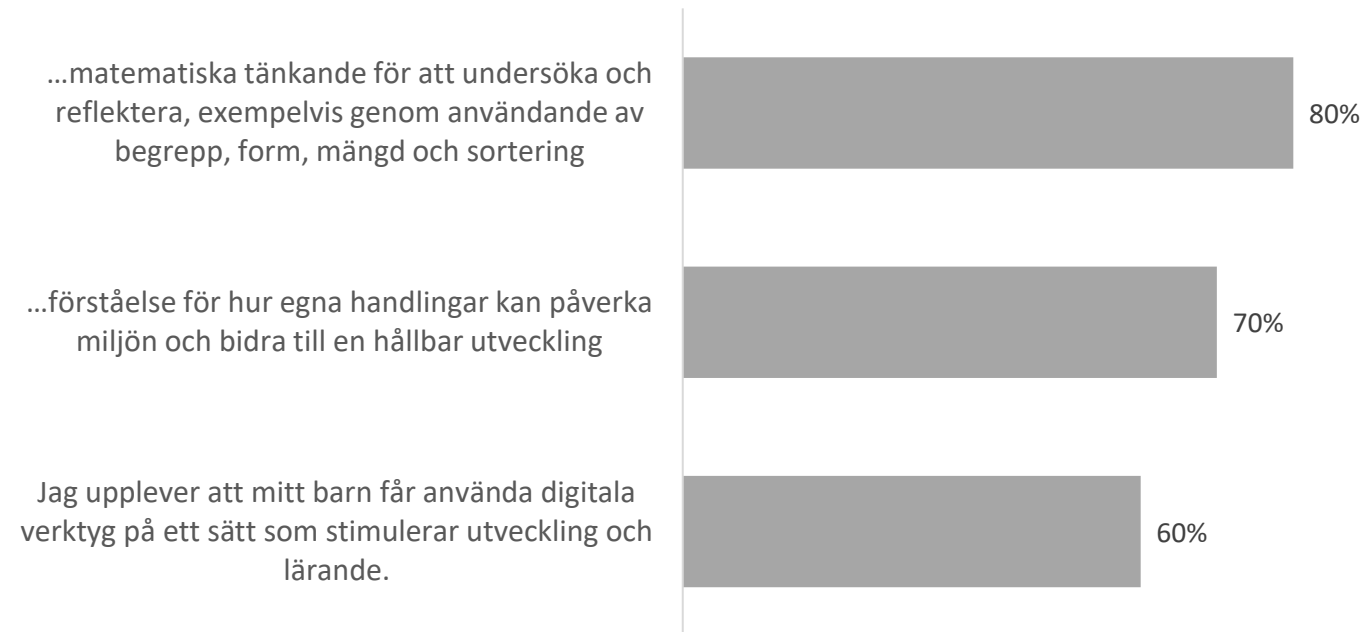 …matematiska tänkande för att undersöka och
reflektera, exempelvis genom användande av
begrepp, form, mängd och sortering
80%
…förståelse för hur egna handlingar kan påverka
miljön och bidra till en hållbar utveckling
70%
Jag upplever att mitt barn får använda digitala
verktyg på ett sätt som stimulerar utveckling och
lärande.
60%